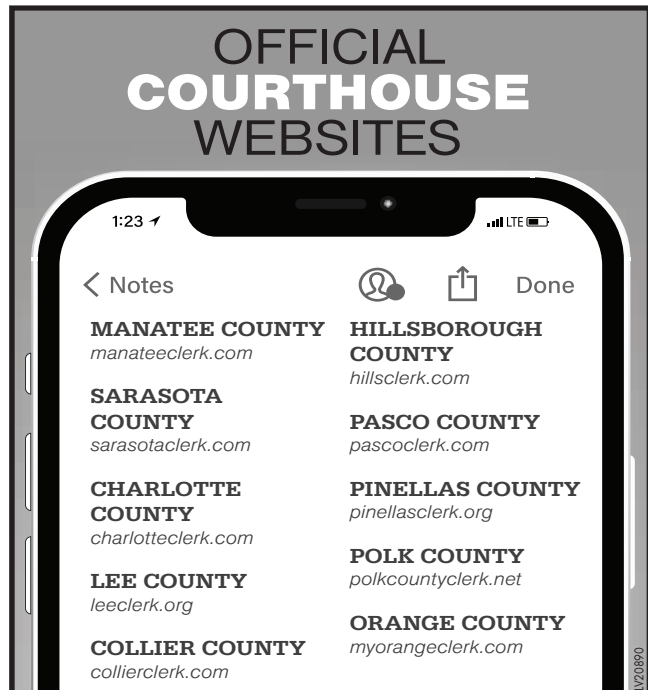 OFFICIAL
COURTHOUSE
WEBSITES
1:23
LTE
Notes
Done
MANATEE COUNTY
manateeclerk.com
SARASOTA
COUNTY
sarasotaclerk.com
CHARLOTTE
COUNTY
charlotteclerk.com
LEE COUNTY
leeclerk.org
COLLIER COUNTY
collierclerk.com
HILLSBOROUGH
COUNTY
hillsclerk.com
PASCO COUNTY
pascoclerk.com
PINELLAS COUNTY
pinellasclerk.org
POLK COUNTY
polkcountyclerk.net
ORANGE COUNTY
myorangeclerk.com
LV20890